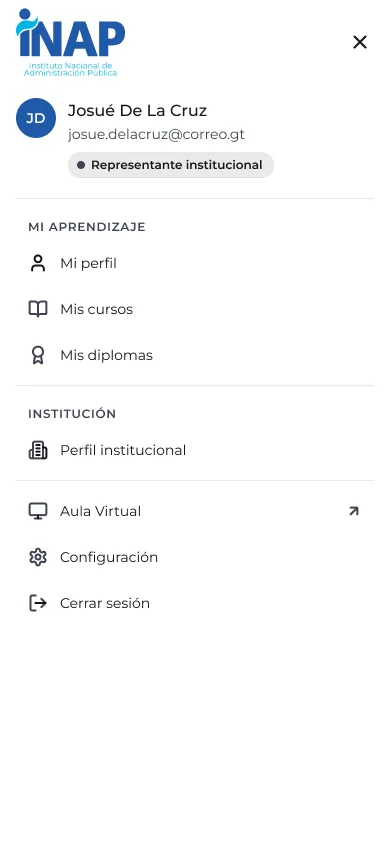 iNAP
Instituto Nacional de
Administración Pública
JD
Josué De La Cruz
josue.delacruz@correo.gt
Representante institucional
MI APRENDIZAJE
Mi perfil
Mis cursos
Mis diplomas
INSTITUCIÓN
Perfil institucional
Aula Virtual
Configuración
Cerrar sesión